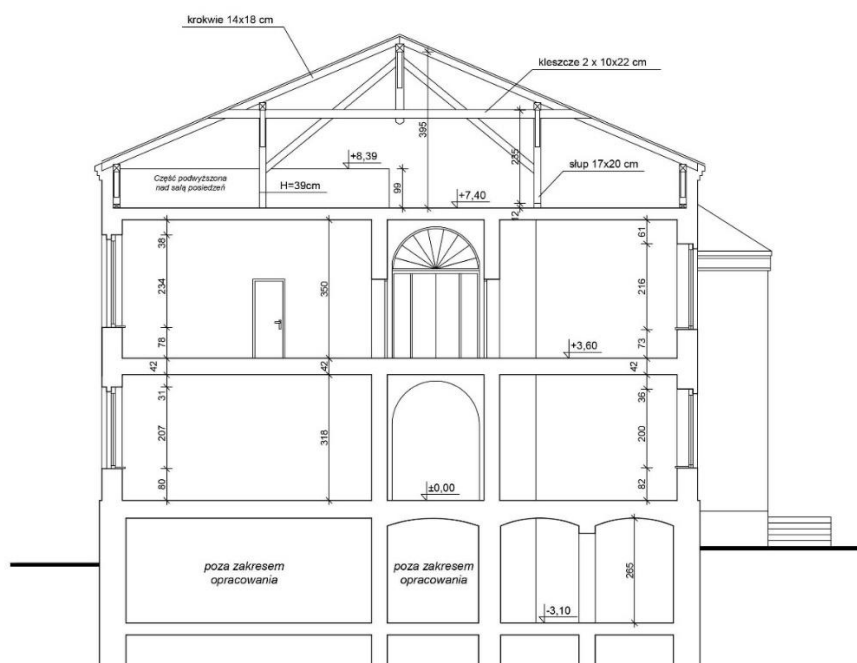 krokwie 14x18 cm
kleszcze 2 x 10x22 cm
395
235
+8,39
słup 17x20 cm
Część podwyższona
nad salą posiedzeń
H=39cm
99
+7,40
12
38
61
234
350
216
78
+3,60
73
42
42
42
31
36
207
318
200
80
±0,00
82
poza zakresem
opracowania
poza zakresem
opracowania
265
-3,10